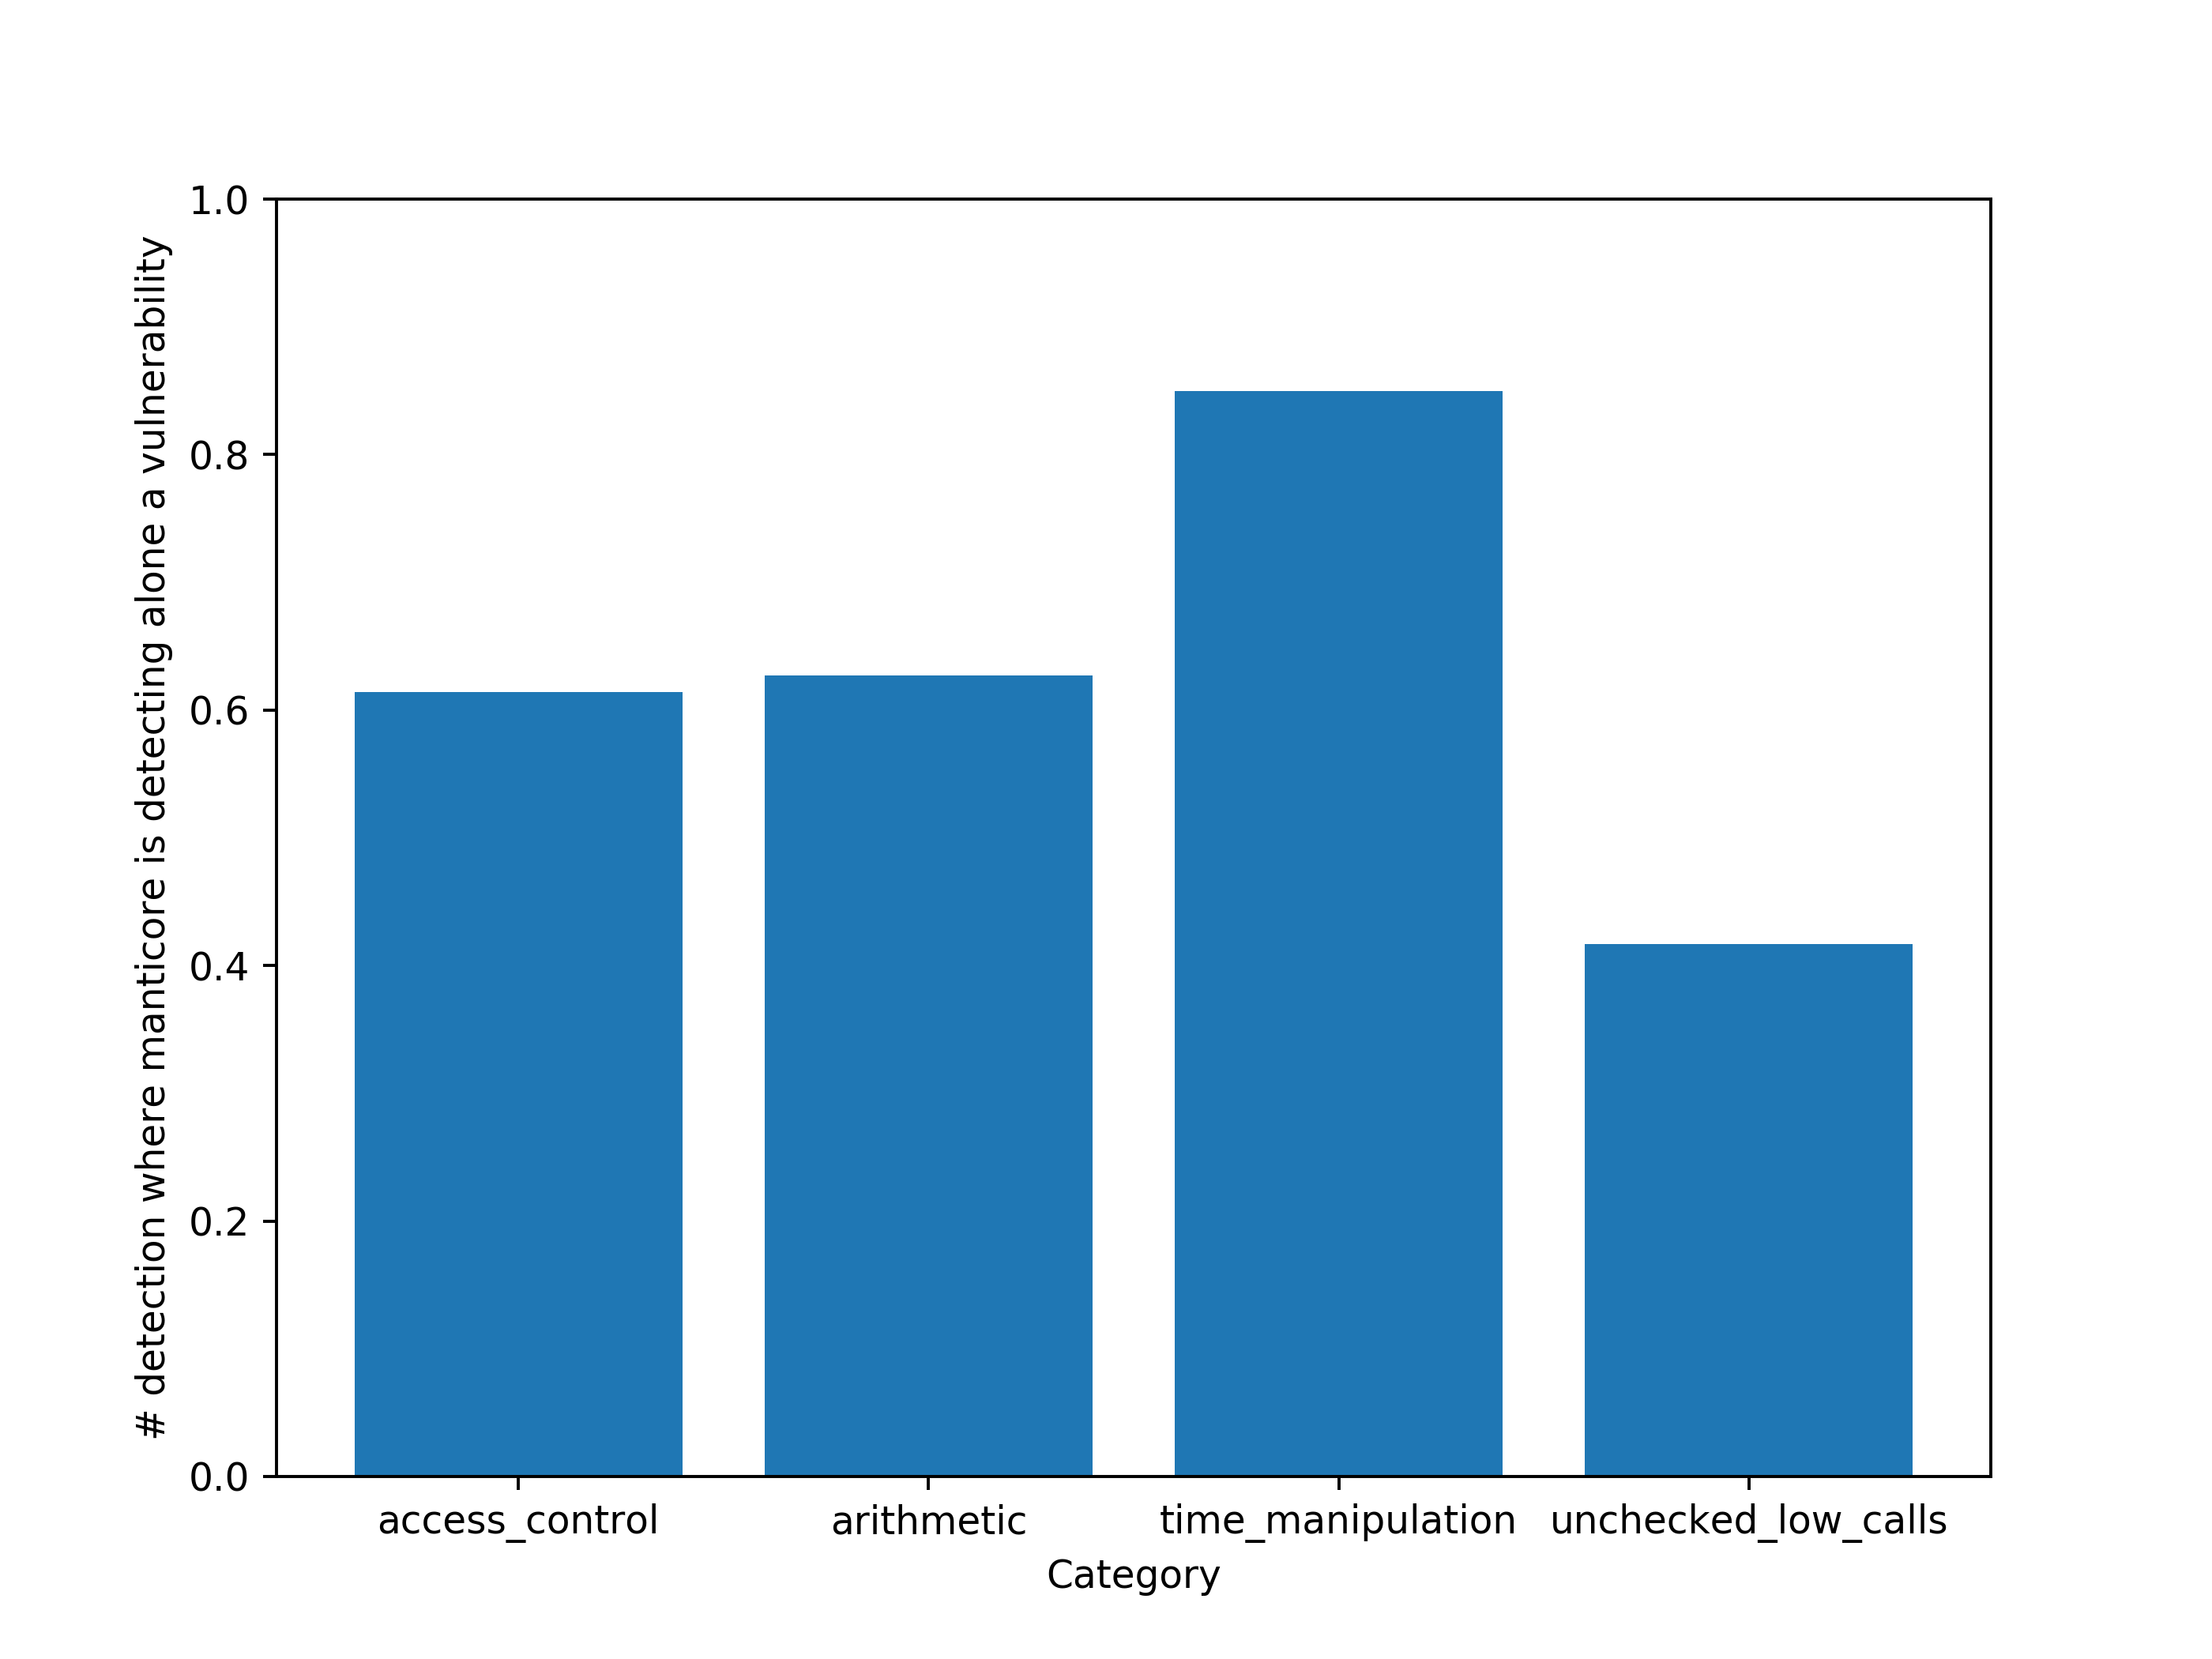 # detection where manticore is detecting alone a vulnerability
1.0
0.8
0.6
0.4
0.2
0.0
access_control arithmetic time_manipulation unchecked_low_calls
Category